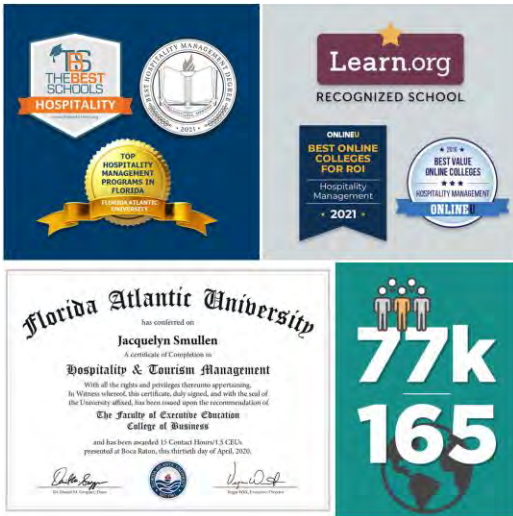 TBS
THEBEST
SCHOOLS
HOSPITALITY
BEST HOSPITALITY MANAGEMENT DEGREE
• 2021 •
TOP
HOSPITALITY
MANAGEMENT
PROGRAMS IN
FLORIDA
FLORIDA ATLANTIC
UNIVERSITY
Learn.org
RECOGNIZED SCHOOL
ONLINEU
BEST ONLINE
COLLEGES
FOR ROI
Hospitality
Management
• 2021 •
★ 2016 ★
BEST VALUE
ONLINE COLLEGES
★ ★ ★
HOSPITALITY MANAGEMENT
ONLINEU
Florida Atlantic University
has conferred on
Jacquelyn Smullen
A certificate of Completion in
Hospitality & Tourism Management
With all the rights and privileges thereunto appertaining.
In Witness whereof, this certificate, duly signed, and with the seal of
the University affixed, has been issued upon the recommendation of
The Faculty of Executive Education
College of Business
and has been awarded 15 Contact Hours/1.5 CEUs
presented at Boca Raton, this thirtieth day of April, 2020.
77k
165